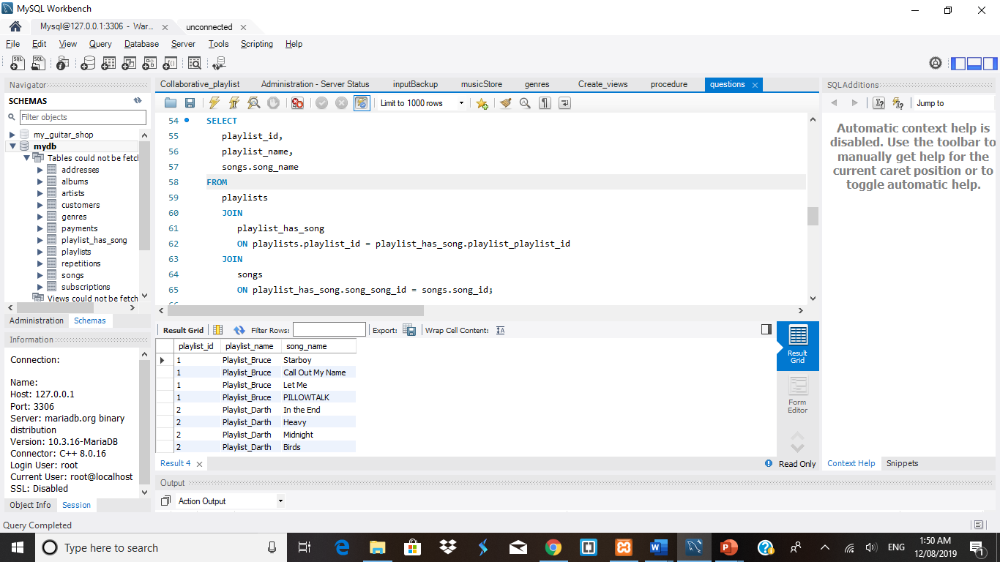 MySQL Workbench
Mysql@127.0.0.1:3306 - War... ×
unconnected ×
File Edit View Query Database Server Tools Scripting Help
Navigator
SCHEMAS
Filter objects
my_guitar_shop
mydb
Tables could not be fetch
addresses
albums
artists
customers
genres
payments
playlist_has_song
playlists
repetitions
songs
subscriptions
Views could not be fetch
Administration Schemas
Information
Connection:
Name:
Host: 127.0.0.1
Port: 3306
Server: mariadb.org binary
distribution
Version: 10.3.16-MariaDB
Connector: C++ 8.0.16
Login User: root
Current User: root@localhost
SSL: Disabled
Object Info Session
Query Completed
Collaborative_playlist Administration - Server Status inputBackup musicStore genres Create_views procedure questions ×
Limit to 1000 rows
54 SELECT
55 playlist_id,
56 playlist_name,
57 songs.song_name
58 FROM
59 playlists
60 JOIN
61 playlist_has_song
62 ON playlists.playlist_id = playlist_has_song.playlist_playlist_id
63 JOIN
64 songs
65 ON playlist_has_song.song_song_id = songs.song_id;
Result Grid Filter Rows: Export: Wrap Cell Content:
playlist_id playlist_name song_name
1 Playlist_Bruce Starboy
1 Playlist_Bruce Call Out My Name
1 Playlist_Bruce Let Me
1 Playlist_Bruce PILLOWTALK
2 Playlist_Darth In the End
2 Playlist_Darth Heavy
2 Playlist_Darth Midnight
2 Playlist_Darth Birds
Result
Grid
Form
Editor
Result 4 ×
Read Only
Output
Action Output
SQLAdditions
Jump to
Automatic context help is
disabled. Use the toolbar to
manually get help for the
current caret position or to
toggle automatic help.
Context Help Snippets
Type here to search
ENG
1:50 AM
12/08/2019
1